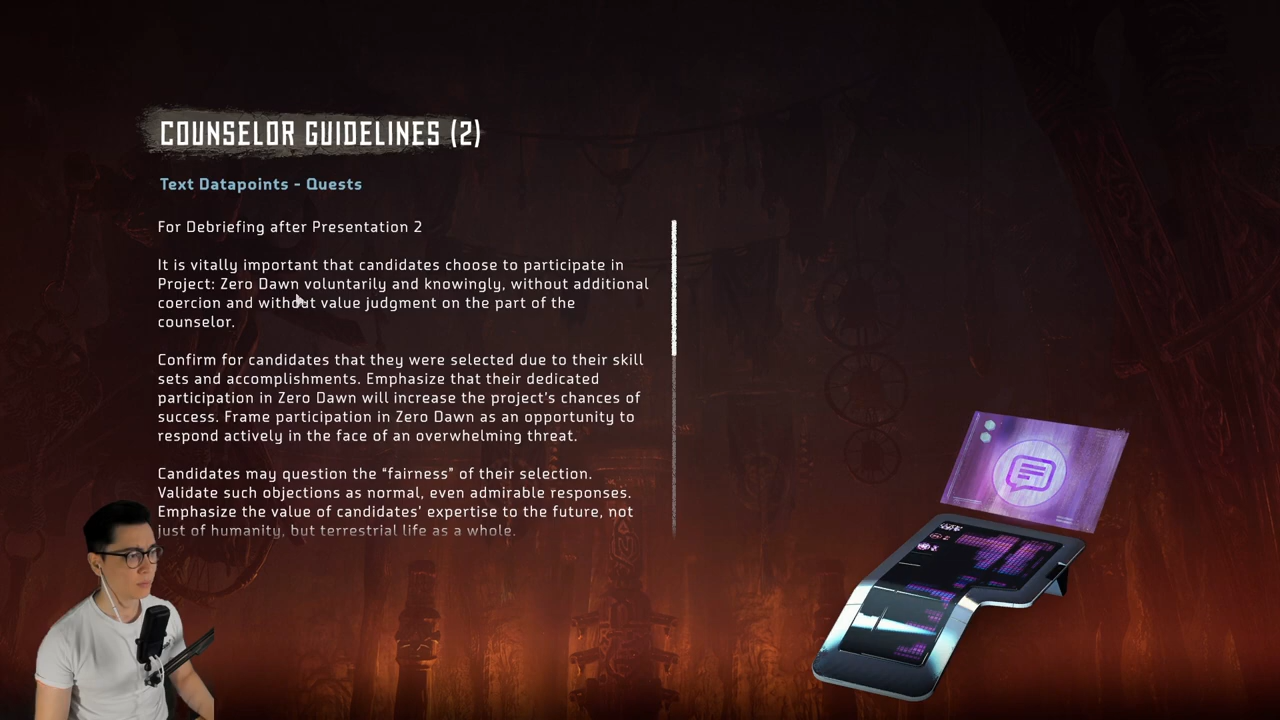 COUNSELOR GUIDELINES (2)
Text Datapoints - Quests
For Debriefing after Presentation 2
It is vitally important that candidates choose to participate in
Project: Zero Dawn voluntarily and knowingly, without additional
coercion and without value judgment on the part of the
counselor.
Confirm for candidates that they were selected due to their skill
sets and accomplishments. Emphasize that their dedicated
participation in Zero Dawn will increase the project's chances of
success. Frame participation in Zero Dawn as an opportunity to
respond actively in the face of an overwhelming threat.
Candidates may question the “fairness” of their selection.
Validate such objections as normal, even admirable responses.
Emphasize the value of candidates' expertise to the future, not
just of humanity, but terrestrial life as a whole.